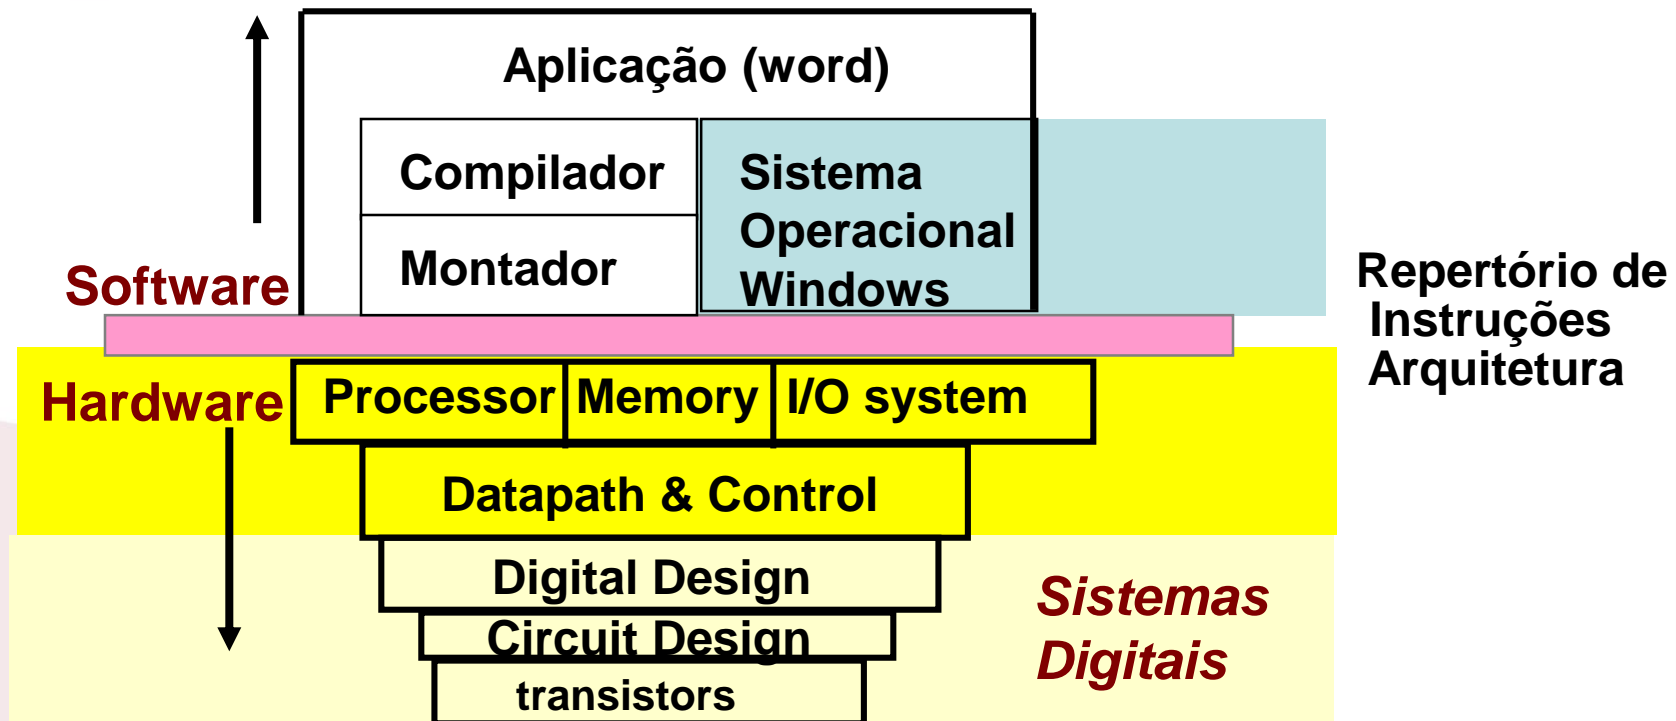 Aplicação (word)
Compilador
Montador
Sistema
Operacional
Windows
Software
Repertório de
Instruções
Arquitetura
Hardware
Processor
Memory
I/O system
Datapath & Control
Digital Design
Circuit Design
transistors
Sistemas
Digitais